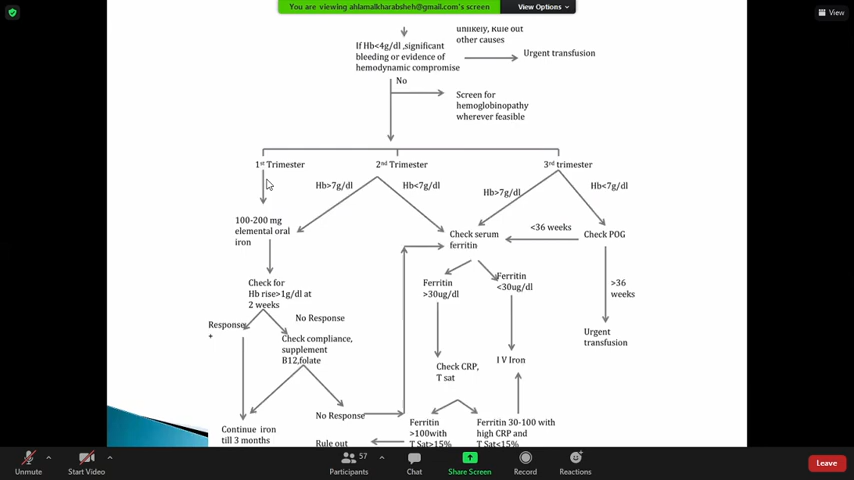 You are viewing ahlamalkharabsheh@gmail.com's screen
View Options
View
unlikely, Rule out
other causes
If Hb<4g/dl ,significant
bleeding or evidence of
hemodynamic compromise
Urgent transfusion
No
Screen for
hemoglobinopathy
wherever feasible
1st Trimester
2nd Trimester
3rd trimester
Hb>7g/dl
Hb<7g/dl
Hb>7g/dl
Hb<7g/dl
100-200 mg
elemental oral
iron
Check serum
ferritin
<36 weeks
Check POG
Check for
Hb rise>1g/dl at
2 weeks
Ferritin
>30ug/dl
Ferritin
<30ug/dl
>36
weeks
Response
+
No Response
Check compliance,
supplement
B12,folate
Urgent
transfusion
I V Iron
Check CRP,
T sat
No Response
Continue iron
till 3 months
Rule out
Ferritin
>100with
T Sat>15%
Ferritin 30-100 with
high CRP and
T Sat<15%
Unmute
Start Video
57
Participants
Chat
Share Screen
Record
Reactions
Leave